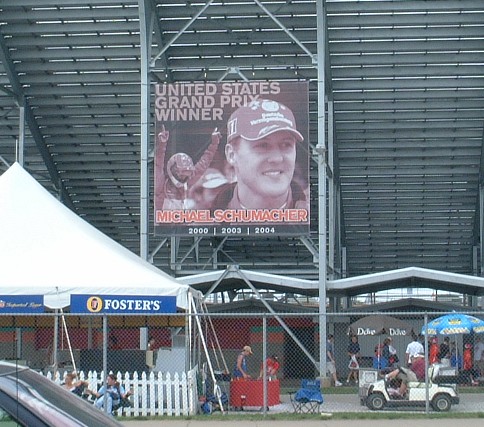 UNITED STATES
GRAND PRIX
WINNER
MICHAEL SCHUMACHER
2000 | 2003 | 2004
FOSTER'S
Dove
Dove